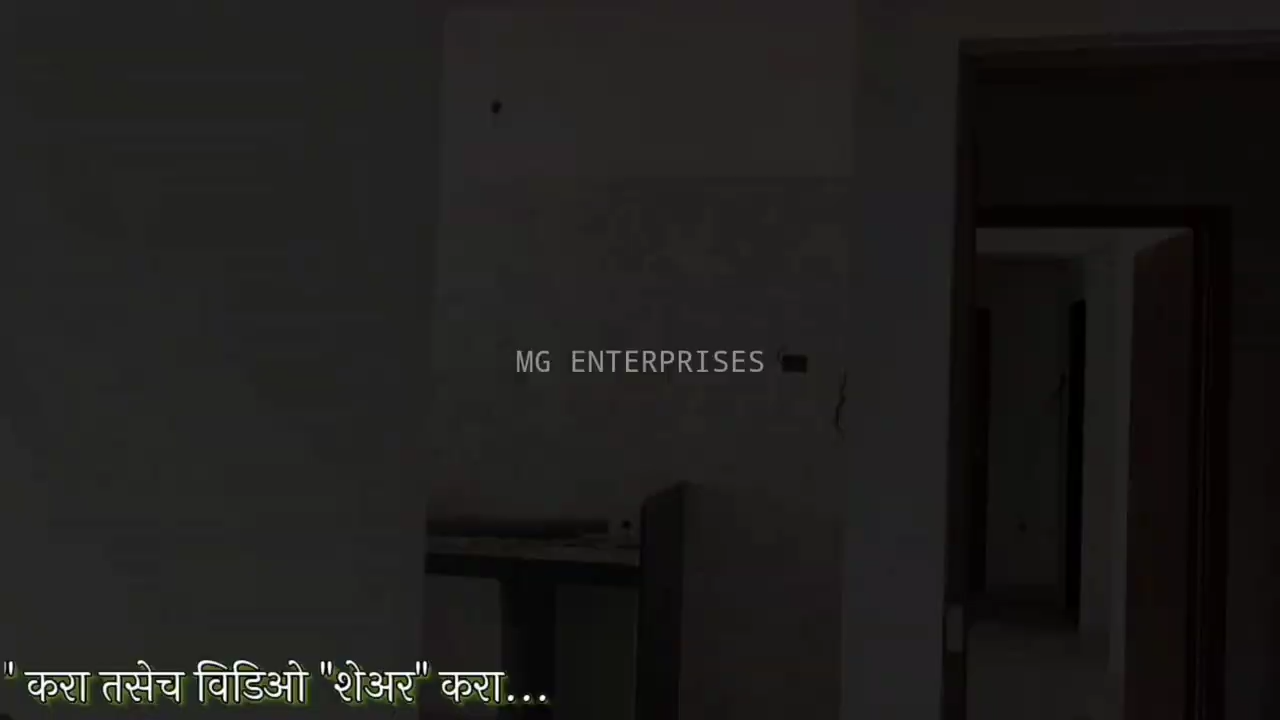 MG ENTERPRISES
" करा तसेच विडिओ "शेअर" करा...